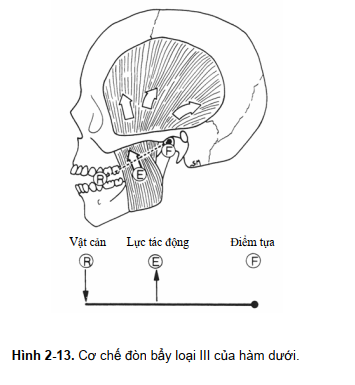 F
R
E
SM
Vật cản
Lực tác động
Điểm tựa
R
E
F
Hình 2-13. Cơ chế đòn bẩy loại III của hàm dưới.